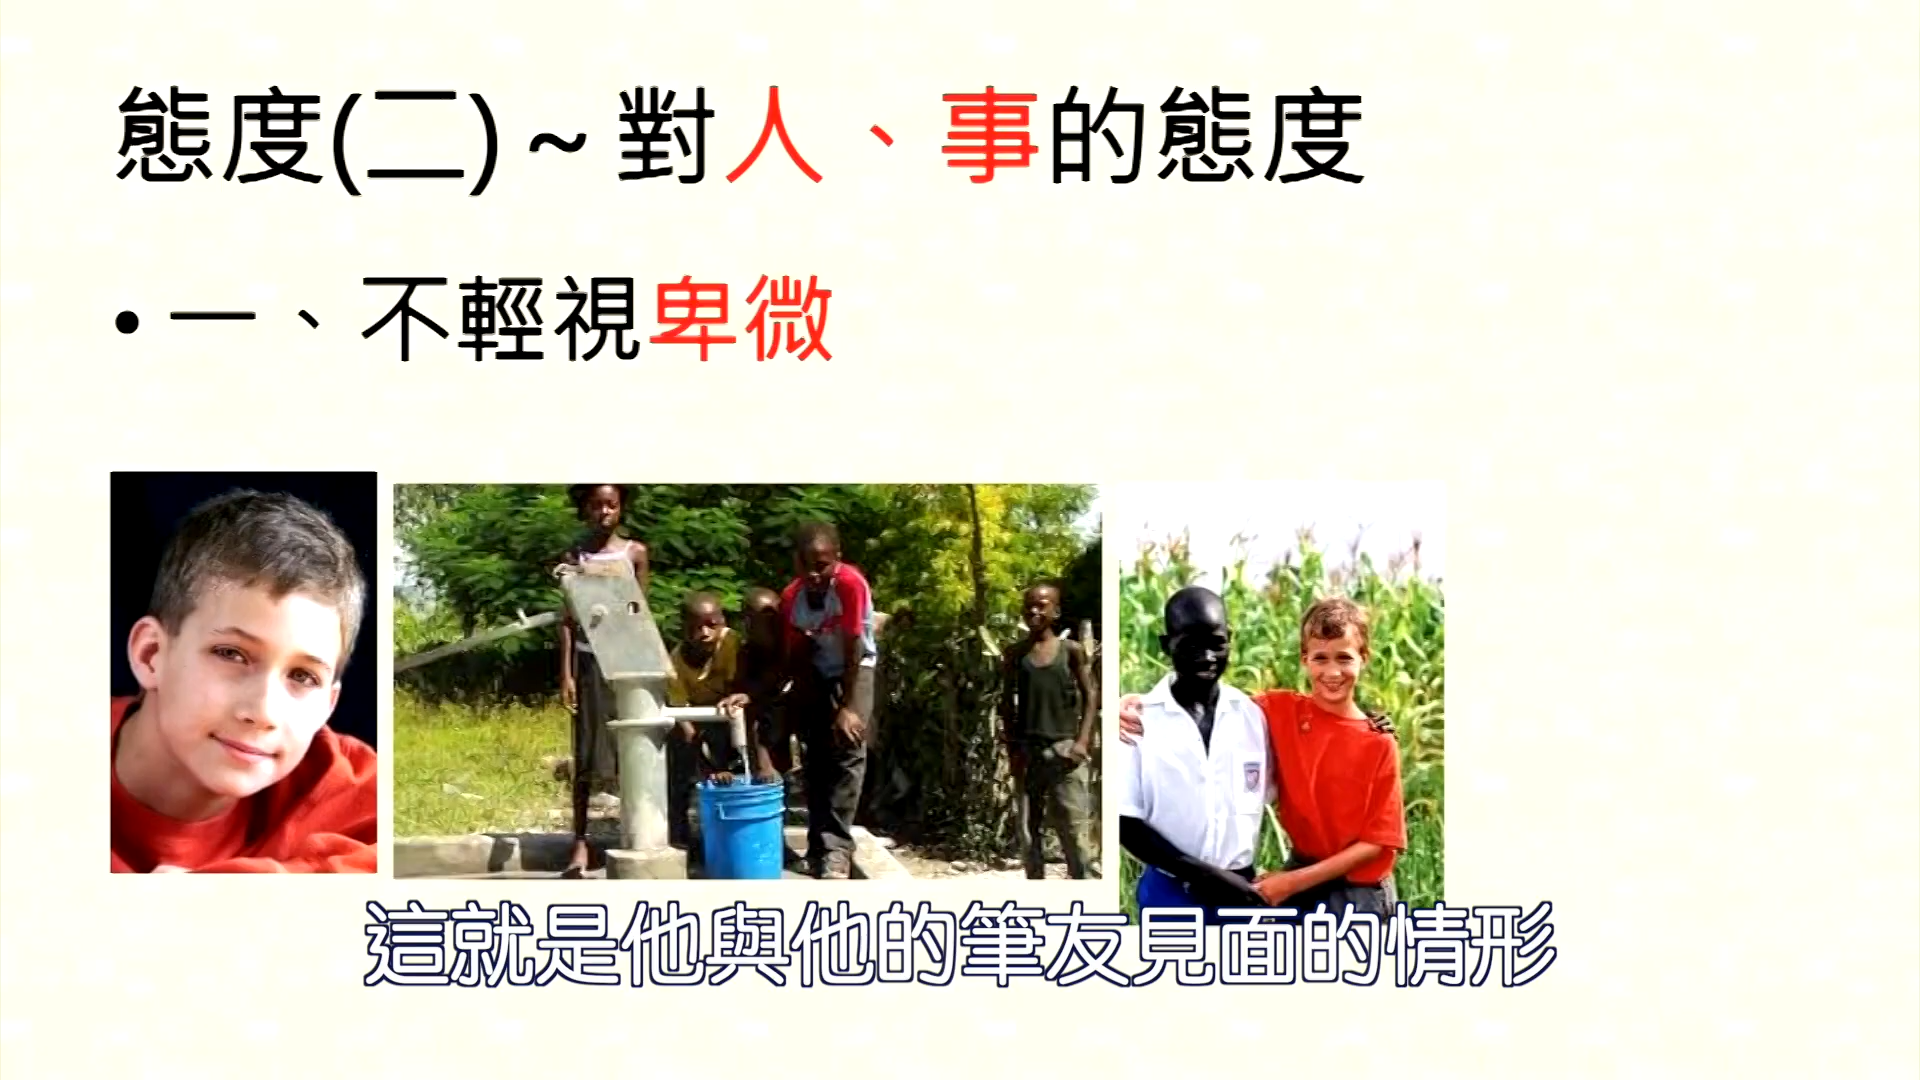 態度(二) ~ 對人、事的態度
• 一、不輕視卑微
這就是他與他的筆友見面的情形